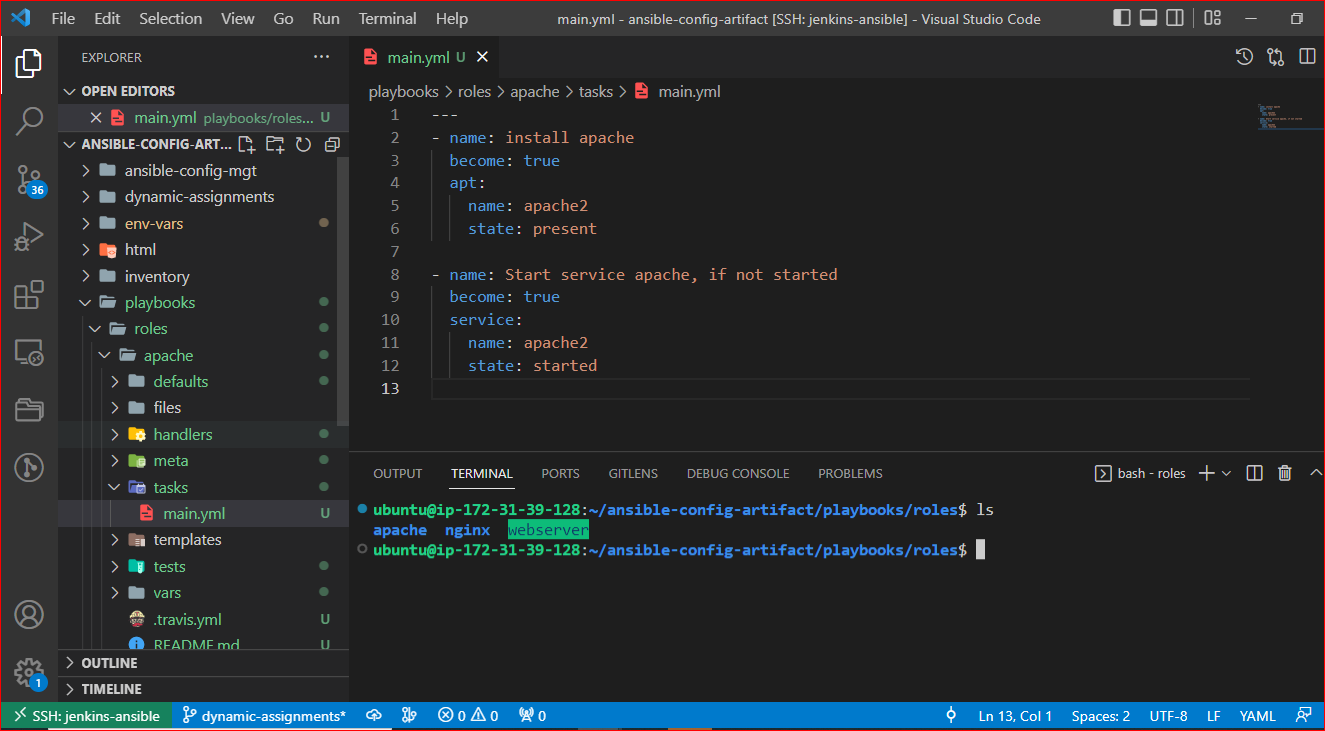 File Edit Selection View Go Run Terminal Help main.yml - ansible-config-artifact [SSH: jenkins-ansible] - Visual Studio Code
EXPLORER
OPEN EDITORS
main.yml playbooks/roles... U
ANSIBLE-CONFIG-ART...
ansible-config-mgt
dynamic-assignments
env-vars
html
inventory
playbooks
roles
apache
defaults
files
handlers
meta
tasks
main.yml U
templates
tests
vars
.travis.yml U
README.md U
OUTLINE
TIMELINE
36
1
main.yml U
playbooks > roles > apache > tasks > main.yml
1 ---
2 - name: install apache
3 become: true
4 apt:
5 name: apache2
6 state: present
7
8 - name: Start service apache, if not started
9 become: true
10 service:
11 name: apache2
12 state: started
13
OUTPUT TERMINAL PORTS GITLENS DEBUG CONSOLE PROBLEMS bash - roles
ubuntu@ip-172-31-39-128:~/ansible-config-artifact/playbooks/roles$ ls
apache nginx webserver
ubuntu@ip-172-31-39-128:~/ansible-config-artifact/playbooks/roles$
SSH: jenkins-ansible dynamic-assignments* 0 0 0 Ln 13, Col 1 Spaces: 2 UTF-8 LF YAML